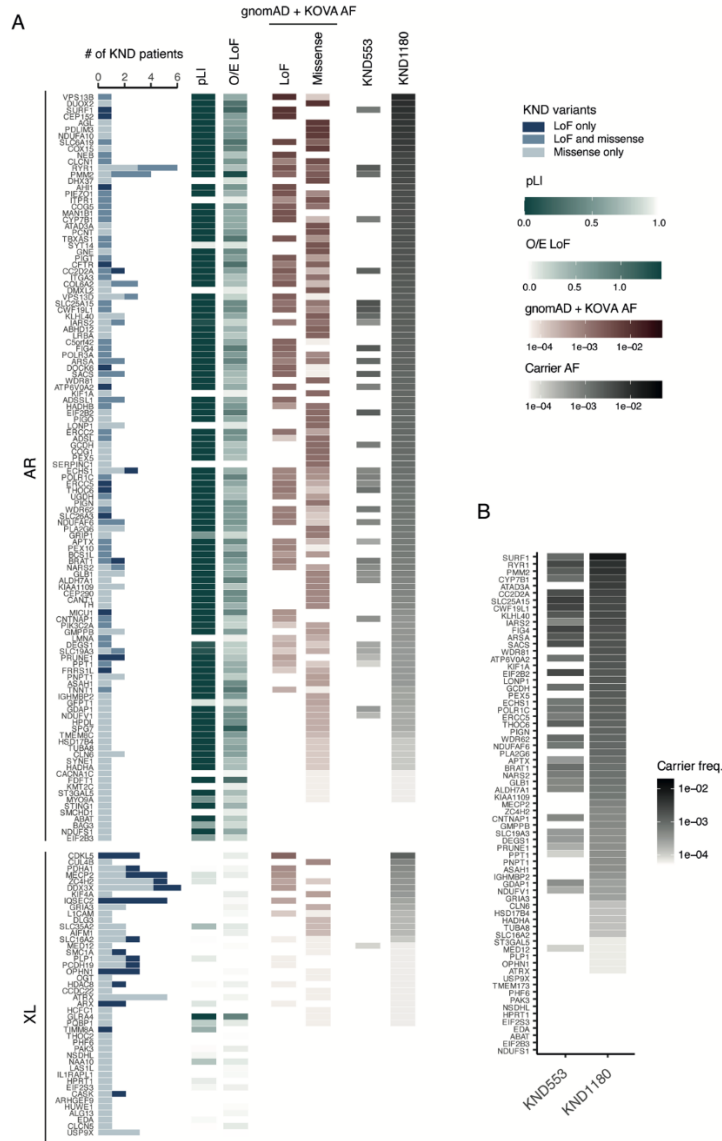 A
# of KND patients
0 2 4 6
pLI
O/E LoF
gnomAD + KOVA AF
LoF
Missense
KND553
KND1180
KND variants
LoF only
LoF and missense
Missense only
pLI
0.0 0.5 1.0
O/E LoF
0.0 0.5 1.0
gnomAD + KOVA AF
1e-04 1e-03 1e-02
Carrier AF
1e-04 1e-03 1e-02
AR
VPS13B
DUOX2
SURF1
CEP152
AGL
PDLIM3
NDUFA10
SLC6A19
COX15
NEB
CLCN1
RYR1
PMM2
DHX37
AHI1
PIEZO1
ITPR1
COG5
MAN1B1
CYP7B1
ATAD3A
PCNT
TBXAS1
SYT14
GNE
PIGT
CFTR
CC2D2A
ITGA3
COL6A2
DMXL2
VPS13D
SLC25A15
CWF19L1
KLHL40
IARS2
ABHD12
LRBA
C5orf42
FIG4
POLR3A
ARSA
DOCK6
SACS
WDR81
ATP6V0A2
KIF1A
ADSSL1
HADHB
EIF2B2
PIGO
LONP1
ERCC2
ADSL
GCDH
COG1
PEX5
SERPINC1
ECHS1
POLR1C
ERCC5
THOC6
UGDH
PIGN
WDR62
SLC26A3
NDUFAF6
PLA2G6
GRIP1
APTX
PEX10
BCS1L
BRAT1
NARS2
GLB1
ALDH7A1
KIAA1109
CEP290
CANT1
TH
MICU1
CNTNAP1
PIK3C2A
GMPPB
LMNA
DEGS1
SLC19A3
PRUNE1
PPT1
FRRS1L
PNPT1
ASAH1
TNNT1
IGHMBP2
GFPT1
GDAP1
NDUFV1
HPDL
SPG7
TMEM8C
HSD17B4
TUBA8
CLN6
SYNE1
HADHA
CACNA1C
FDFT1
KMT2C
ST3GAL5
MYO9A
STING1
SMCHD1
ABAT
BAG3
NDUFS1
EIF2B3
XL
CDKL5
CUL4B
PDHA1
MECP2
ZC4H2
DDX3X
KIF4A
IQSEC2
GRIA3
L1CAM
DLG3
SLC35A2
AIFM1
SLC16A2
MED12
SMC1A
PLP1
PCDH19
OPHN1
OGT
HDAC8
CCDC22
ATRX
ARX
HCFC1
GLRA4
PQBP1
TIMM8A
THOC2
PHF6
PAK3
NSDHL
NAA10
LAS1L
IL1RAPL1
HPRT1
EIF2S3
CASK
ARHGEF9
HUWE1
ALG13
EDA
CLCN5
USP9X
B
SURF1
RYR1
PMM2
CYP7B1
ATAD3A
CC2D2A
SLC25A15
CWF19L1
KLHL40
IARS2
FIG4
ARSA
SACS
WDR81
ATP6V0A2
KIF1A
EIF2B2
LONP1
GCDH
PEX5
ECHS1
POLR1C
ERCC5
THOC6
PIGN
WDR62
NDUFAF6
PLA2G6
APTX
BRAT1
NARS2
GLB1
ALDH7A1
KIAA1109
MECP2
ZC4H2
CNTNAP1
GMPPB
SLC19A3
DEGS1
PRUNE1
PPT1
PNPT1
ASAH1
IGHMBP2
GDAP1
NDUFV1
GRIA3
CLN6
HSD17B4
HADHA
TUBA8
SLC16A2
ST3GAL5
MED12
PLP1
OPHN1
ATRX
USP9X
TMEM173
PHF6
PAK3
NSDHL
HPRT1
EIF2S3
EDA
ABAT
EIF2B3
NDUFS1
KND553
KND1180
Carrier freq.
1e-02
1e-04